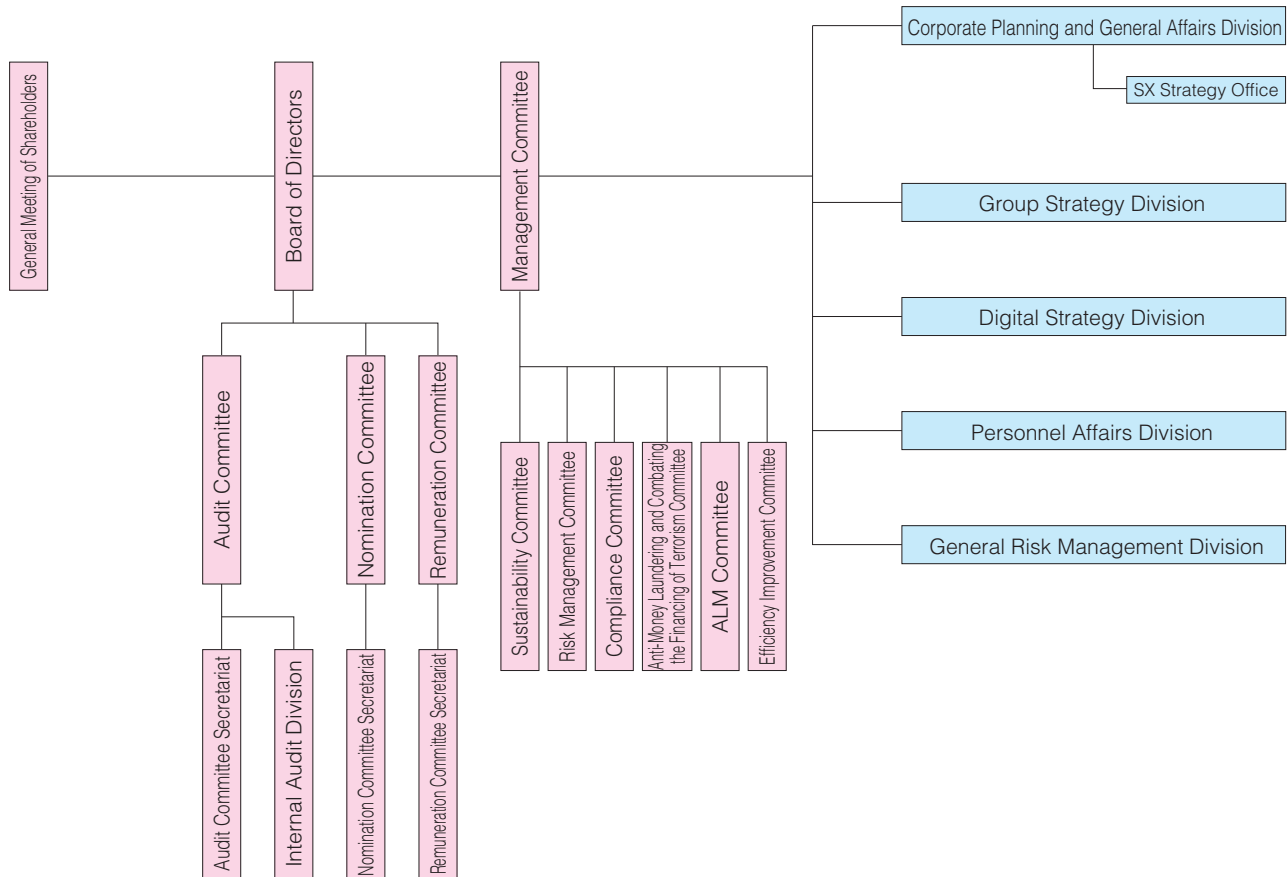 General Meeting of Shareholders
Board of Directors
Management Committee
Corporate Planning and General Affairs Division
SX Strategy Office
Group Strategy Division
Digital Strategy Division
Personnel Affairs Division
General Risk Management Division
Audit Committee
Nomination Committee
Remuneration Committee
Sustainability Committee
Risk Management Committee
Compliance Committee
Anti-Money Laundering and Combating
the Financing of Terrorism Committee
ALM Committee
Efficiency Improvement Committee
Audit Committee Secretariat
Internal Audit Division
Nomination Committee Secretariat
Remuneration Committee Secretariat